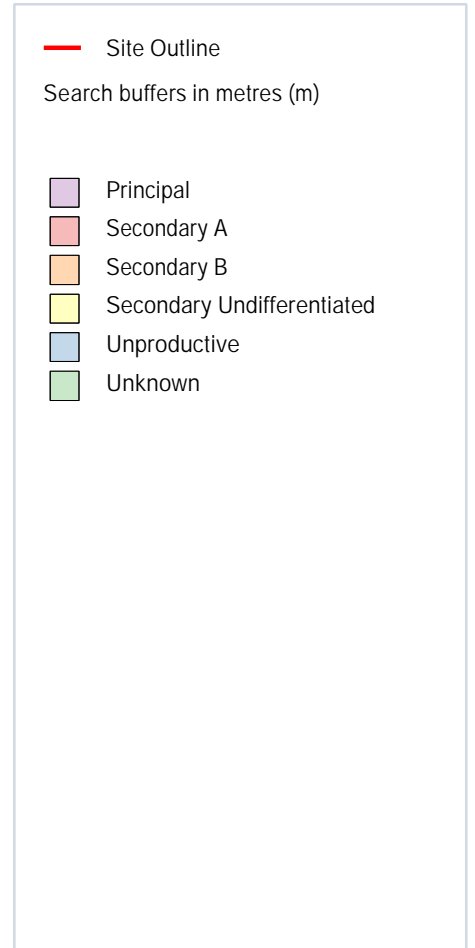 Site Outline
Search buffers in metres (m)
Principal
Secondary A
Secondary B
Secondary Undifferentiated
Unproductive
Unknown